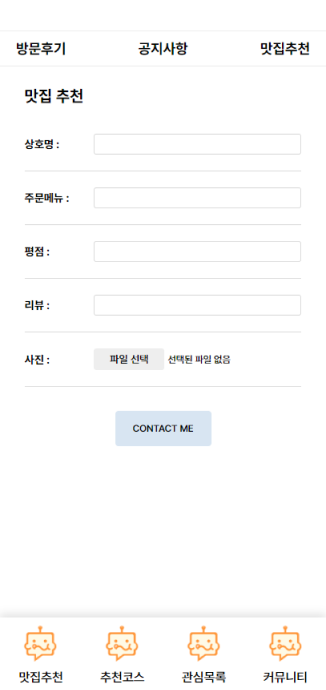 방문후기 공지사항 맛집추천
맛집 추천
상호명 :
주문메뉴 :
평점 :
리뷰 :
사진 : 파일 선택 선택된 파일 없음
CONTACT ME
맛집추천 추천코스 관심목록 커뮤니티